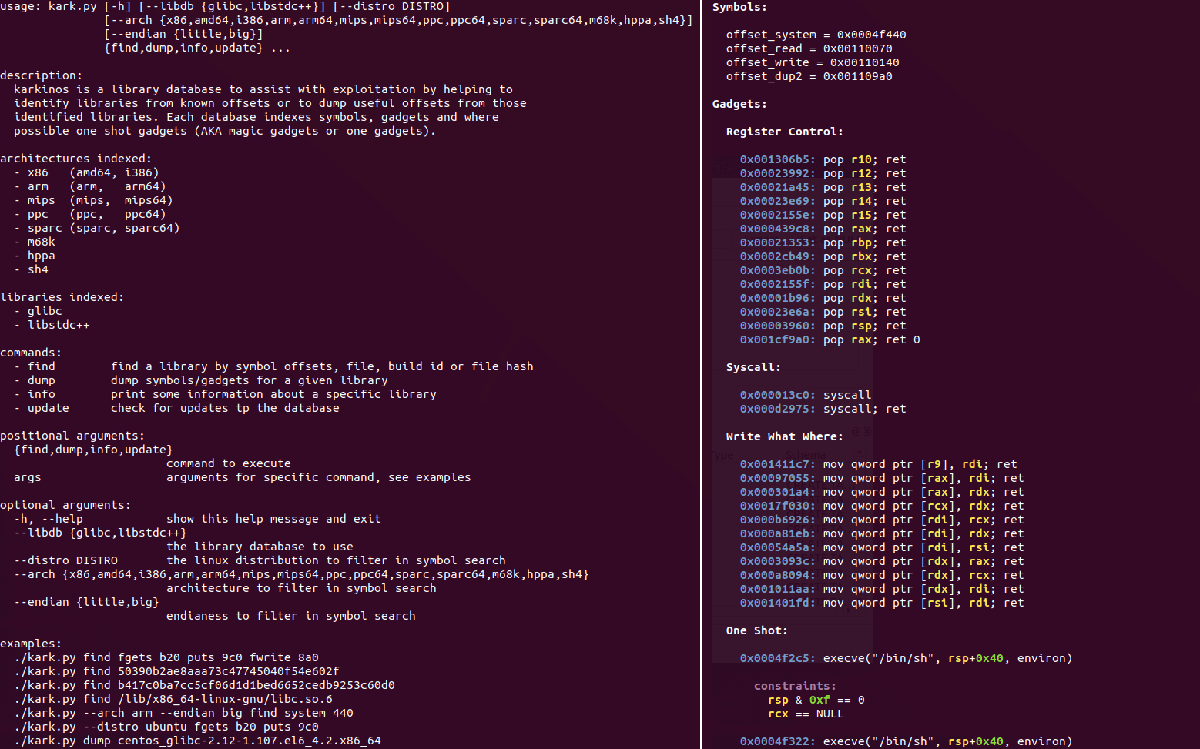 usage: kark.py [-h] [--libdb {glibc,libstdc++}] [--distro DISTRO]
[--arch {x86,amd64,i386,arm,arm64,mips,mips64,ppc,ppc64,sparc,sparc64,m68k,hppa,sh4}]
[--endian {little,big}]
{find,dump,info,update} ...
description:
karkinos is a library database to assist with exploitation by helping to
identify libraries from known offsets or to dump useful offsets from those
identified libraries. Each database indexes symbols, gadgets and where
possible one shot gadgets (AKA magic gadgets or one gadgets).
architectures indexed:
- x86 (amd64, i386)
- arm (arm, arm64)
- mips (mips, mips64)
- ppc (ppc, ppc64)
- sparc (sparc, sparc64)
- m68k
- hppa
- sh4
libraries indexed:
- glibc
- libstdc++
commands:
- find find a library by symbol offsets, file, build id or file hash
- dump dump symbols/gadgets for a given library
- info print some information about a specific library
- update check for updates tp the database
positional arguments:
{find,dump,info,update}
command to execute
args arguments for specific command, see examples
optional arguments:
-h, --help show this help message and exit
--libdb {glibc,libstdc++}
the library database to use
--distro DISTRO the linux distribution to filter in symbol search
--arch {x86,amd64,i386,arm,arm64,mips,mips64,ppc,ppc64,sparc,sparc64,m68k,hppa,sh4}
architecture to filter in symbol search
--endian {little,big}
endianess to filter in symbol search
examples:
./kark.py find fgets b20 puts 9c0 fwrite 8a0
./kark.py find 50390b2ae8aaa73c47745040f54e602f
./kark.py find b417c0ba7cc5cf06d1d1bed6652cedb9253c60d0
./kark.py find /lib/x86_64-linux-gnu/libc.so.6
./kark.py --arch arm --endian big find system 440
./kark.py --distro ubuntu fgets b20 puts 9c0
./kark.py dump centos_glibc-2.12-1.107.el6_4.2.x86_64
Symbols:
offset_system = 0x0004f440
offset_read = 0x00110070
offset_write = 0x00110140
offset_dup2 = 0x001109a0
Gadgets:
Register Control:
0x001306b5: pop r10; ret
0x00023992: pop r12; ret
0x00021a45: pop r13; ret
0x00023e69: pop r14; ret
0x0002155e: pop r15; ret
0x000439c8: pop rax; ret
0x00021353: pop rbp; ret
0x0002cb49: pop rbx; ret
0x0003eb0b: pop rcx; ret
0x0002155f: pop rdi; ret
0x00001b96: pop rdx; ret
0x00023e6a: pop rsi; ret
0x00003960: pop rsp; ret
0x001cf9a0: pop rax; ret 0
Syscall:
0x000013c0: syscall
0x000d2975: syscall; ret
Write What Where:
0x001411c7: mov qword ptr [r9], rdi; ret
0x00097055: mov qword ptr [rax], rdi; ret
0x000301a4: mov qword ptr [rax], rdx; ret
0x0017f030: mov qword ptr [rcx], rdx; ret
0x000b6926: mov qword ptr [rdi], rcx; ret
0x000a81eb: mov qword ptr [rdi], rdx; ret
0x00054a5a: mov qword ptr [rdi], rsi; ret
0x0003093c: mov qword ptr [rdx], rax; ret
0x000a8094: mov qword ptr [rdx], rcx; ret
0x001011aa: mov qword ptr [rdx], rdi; ret
0x001401fd: mov qword ptr [rsi], rdi; ret
One Shot:
0x0004f2c5: execve("/bin/sh", rsp+0x40, environ)
constraints:
rsp & 0xf == 0
rcx == NULL
0x0004f322: execve("/bin/sh", rsp+0x40, environ)